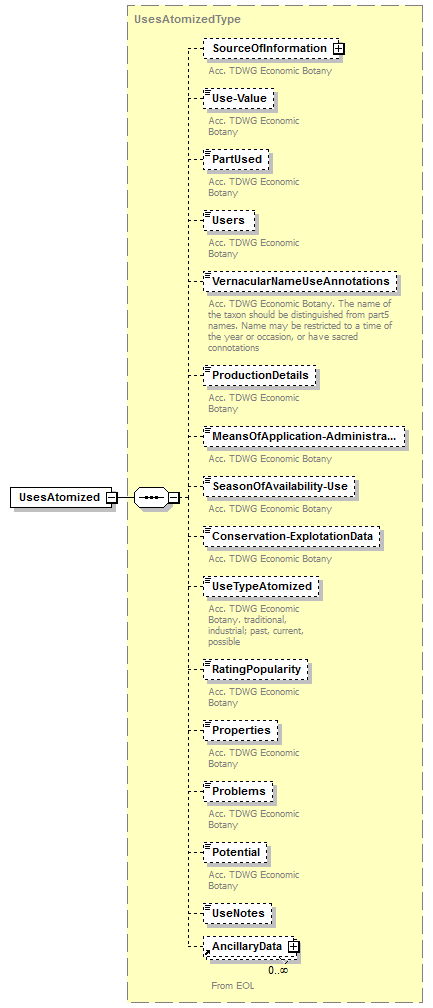 UsesAtomizedType
SourceOfInformation
Acc. TDWG Economic Botany
Use-Value
Acc. TDWG Economic
Botany
PartUsed
Acc. TDWG Economic
Botany
Users
Acc. TDWG Economic
Botany
VernacularNameUseAnnotations
Acc. TDWG Economic Botany. The name of
the taxon should be distinguished from part5
names. Name may be restricted to a time of
the year or occasion, or have sacred
connotations
ProductionDetails
Acc. TDWG Economic
Botany
MeansOfApplication-Administra...
Acc. TDWG Economic Botany
UsesAtomized
SeasonOfAvailability-Use
Acc. TDWG Economic Botany
Conservation-ExplotationData
Acc. TDWG Economic Botany
UseTypeAtomized
Acc. TDWG Economic
Botany. traditional,
industrial; past, current,
possible
RatingPopularity
Acc. TDWG Economic
Botany
Properties
Acc. TDWG Economic
Botany
Problems
Acc. TDWG Economic
Botany
Potential
Acc. TDWG Economic
Botany
UseNotes
AncillaryData
0..∞
From EOL